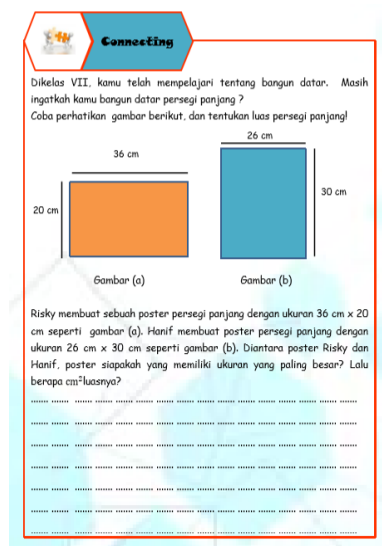 Connecting
Dikelas VII, kamu telah mempelajari tentang bangun datar. Masih
ingatkah kamu bangun datar persegi panjang ?
Coba perhatikan gambar berikut, dan tentukan luas persegi panjang!
26 cm
36 cm
30 cm
20 cm
Gambar (a)
Gambar (b)
Risky membuat sebuah poster persegi panjang dengan ukuran 36 cm x 20
cm seperti gambar (a). Hanif membuat poster persegi panjang dengan
ukuran 26 cm × 30 cm seperti gambar (b). Diantara poster Risky dan
Hanif, poster siapakah yang memiliki ukuran yang paling besar? Lalu
berapa cm²luasnya?